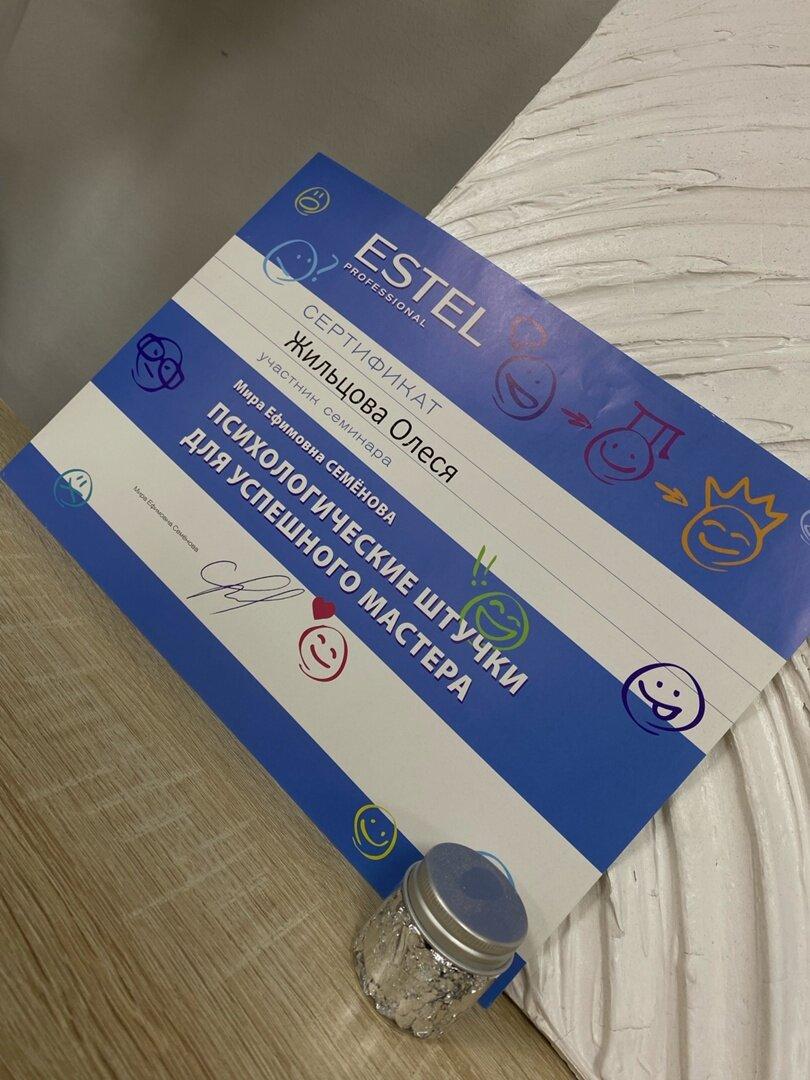 ESTEL
PROFESSIONAL
СЕРТИФИКАТ
Жильцова Олеся
участник семинара
Мира Ефимовна СЕМЁНОВА
ПСИХОЛОГИЧЕСКИЕ ШТУЧКИ
ДЛЯ УСПЕШНОГО МАСТЕРА
Мира Ефимовна Семёнова